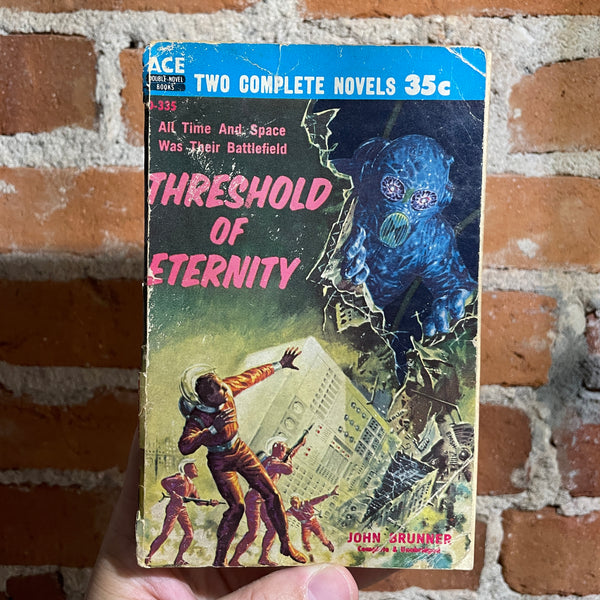 ACE
DOUBLE-NOVEL
BOOKS
TWO COMPLETE NOVELS 35c
D-335
All Time And Space
Was Their Battlefield
THRESHOLD
OF
ETERNITY
JOHN BRUNNER
Complete & Unabridged